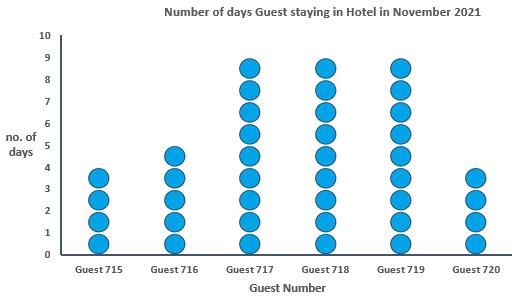 Number of days Guest staying in Hotel in November 2021
10
9
8
7
6
5
4
3
2
1
0
no. of
days
Guest 715 Guest 716 Guest 717 Guest 718 Guest 719 Guest 720
Guest Number